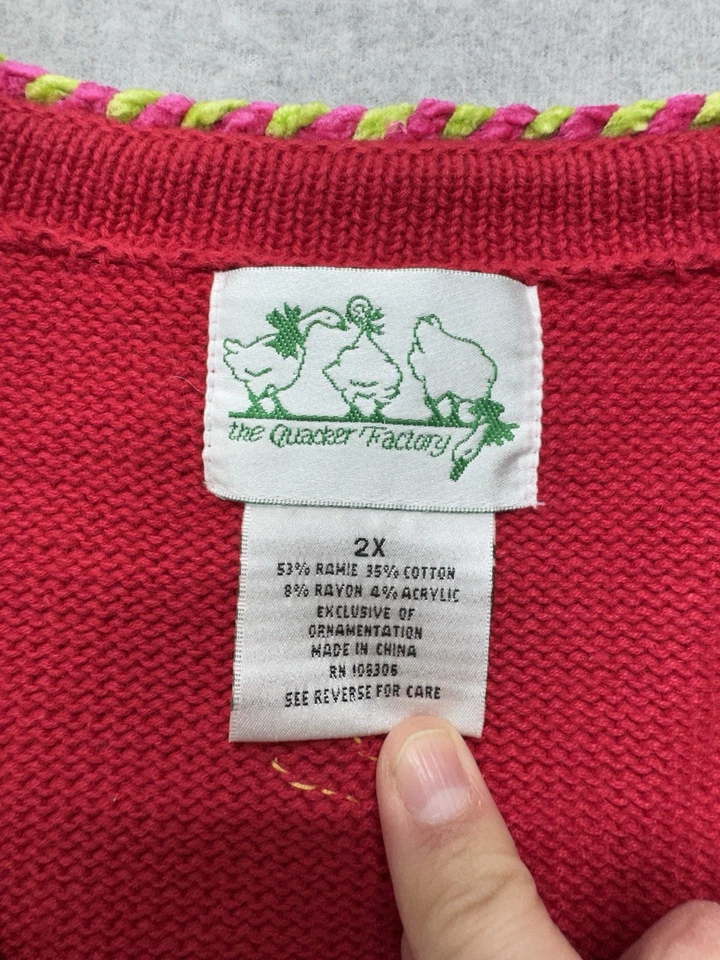 the Quacker Factory
2X
53% RAMIE 35% COTTON
8% RAYON 4% ACRYLIC
EXCLUSIVE OF
ORNAMENTATION
MADE IN CHINA
RN 106306
SEE REVERSE FOR CARE